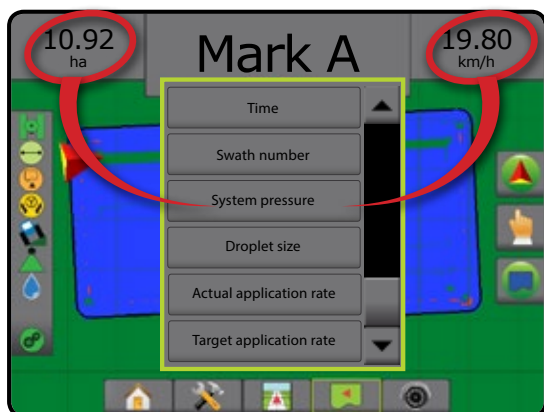 10.92
ha
Mark A
19.80
km/h
Time
Swath number
System pressure
Droplet size
Actual application rate
Target application rate